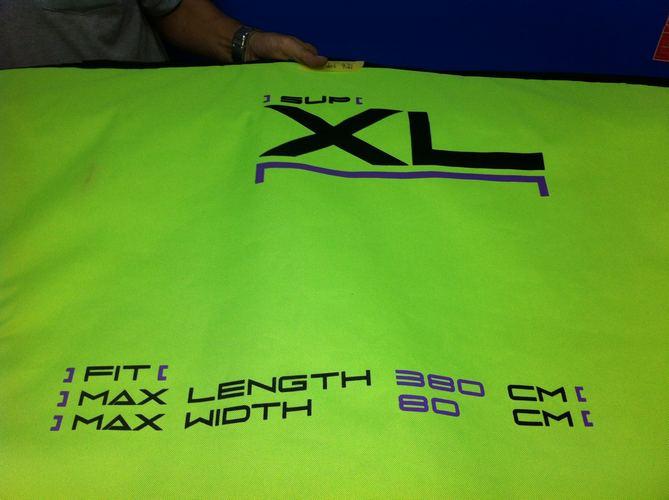 SUP
XL
FIT
MAX LENGTH 380 CM
MAX WIDTH 80 CM